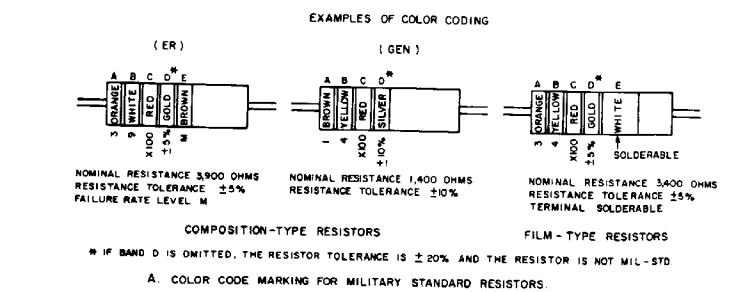 EXAMPLES OF COLOR CODING
(ER)
(GEN)
A B C D* E
ORANGE WHITE RED GOLD BROWN
3 9 X100 ±5% M
NOMINAL RESISTANCE 3,900 OHMS
RESISTANCE TOLERANCE ±5%
FAILURE RATE LEVEL M
A B C D*
BROWN YELLOW RED SILVER
1 4 X100 ±10%
NOMINAL RESISTANCE 1,400 OHMS
RESISTANCE TOLERANCE ±10%
COMPOSITION-TYPE RESISTORS
A B C D* E
ORANGE YELLOW RED GOLD WHITE
3 4 X100 ±5%
SOLDERABLE
NOMINAL RESISTANCE 3,400 OHMS
RESISTANCE TOLERANCE ±5%
TERMINAL SOLDERABLE
FILM-TYPE RESISTORS
* IF BAND D IS OMITTED, THE RESISTOR TOLERANCE IS ± 20% AND THE RESISTOR IS NOT MIL-STD
A. COLOR CODE MARKING FOR MILITARY STANDARD RESISTORS.